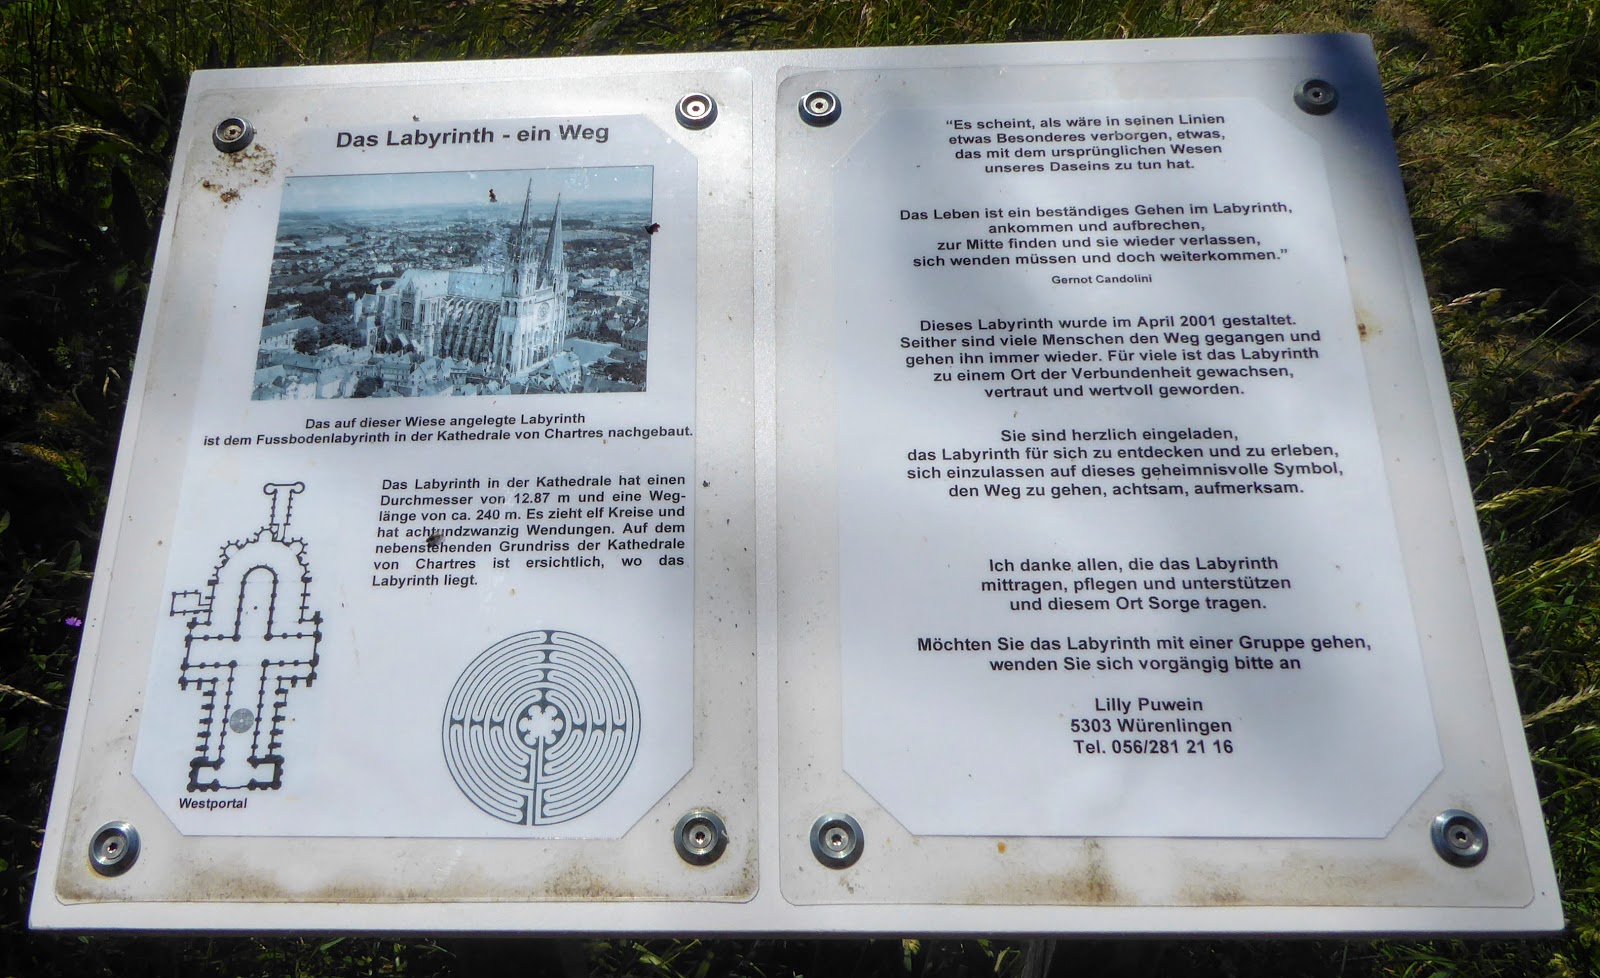 Das Labyrinth - ein Weg
Das auf dieser Wiese angelegte Labyrinth
ist dem Fussbodenlabyrinth in der Kathedrale von Chartres nachgebaut.
Das Labyrinth in der Kathedrale hat einen
Durchmesser von 12.87 m und eine Weg-
länge von ca. 240 m. Es zieht elf Kreise und
hat achtundzwanzig Wendungen. Auf dem
nebenstehenden Grundriss der Kathedrale
von Chartres ist ersichtlich, wo das
Labyrinth liegt.
Westportal
“Es scheint, als wäre in seinen Linien
etwas Besonderes verborgen, etwas,
das mit dem ursprünglichen Wesen
unseres Daseins zu tun hat.
Das Leben ist ein beständiges Gehen im Labyrinth,
ankommen und aufbrechen,
zur Mitte finden und sie wieder verlassen,
sich wenden müssen und doch weiterkommen.”
Gernot Candolini
Dieses Labyrinth wurde im April 2001 gestaltet.
Seither sind viele Menschen den Weg gegangen und
gehen ihn immer wieder. Für viele ist das Labyrinth
zu einem Ort der Verbundenheit gewachsen,
vertraut und wertvoll geworden.
Sie sind herzlich eingeladen,
das Labyrinth für sich zu entdecken und zu erleben,
sich einzulassen auf dieses geheimnisvolle Symbol,
den Weg zu gehen, achtsam, aufmerksam.
Ich danke allen, die das Labyrinth
mittragen, pflegen und unterstützen
und diesem Ort Sorge tragen.
Möchten Sie das Labyrinth mit einer Gruppe gehen,
wenden Sie sich vorgängig bitte an
Lilly Puwein
5303 Würenlingen
Tel. 056/281 21 16